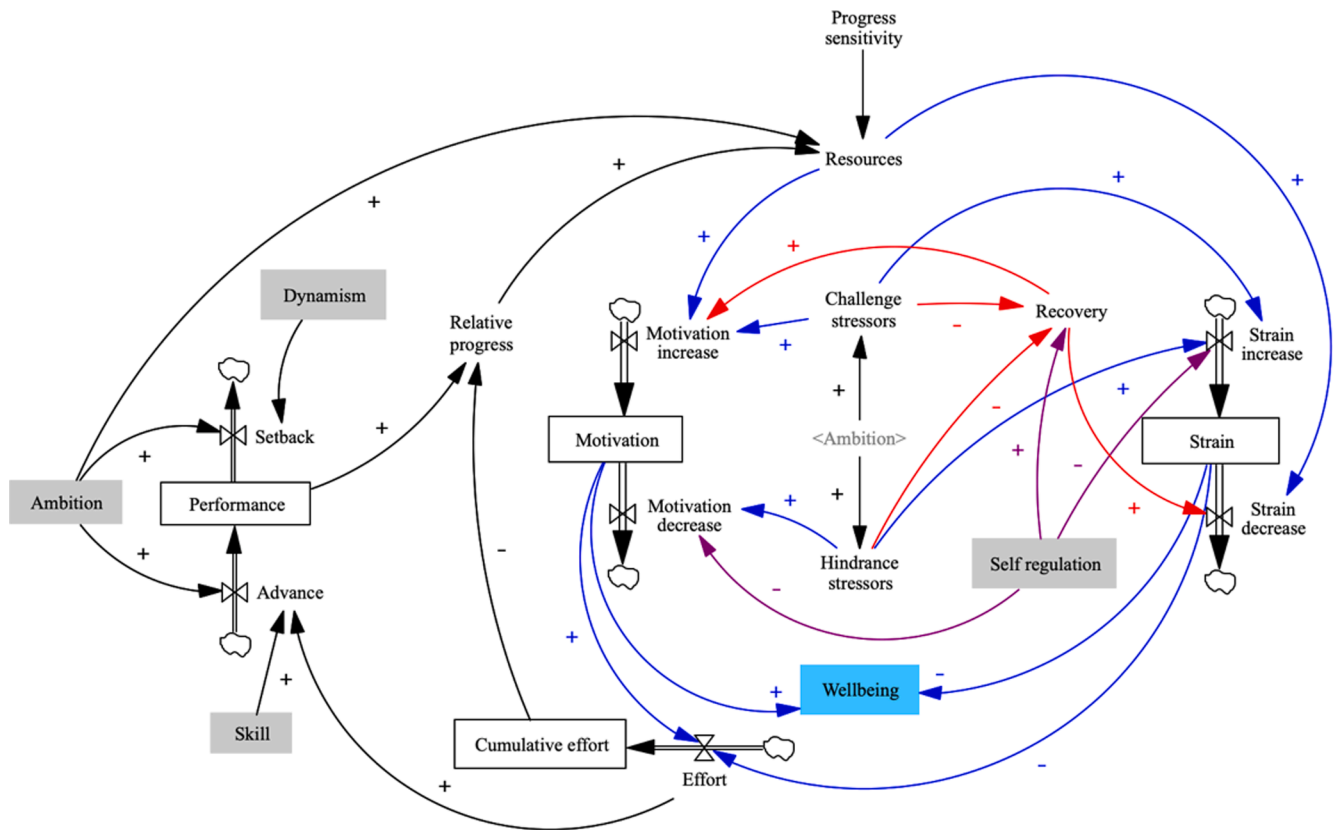 Progress
sensitivity
Resources
+
+
+
+
+
+
Dynamism
Relative
progress
Motivation
increase
Challenge
stressors
Recovery
Strain
increase
-
+
+
+
-
Setback
+
+
Motivation
<Ambition>
Strain
+
-
Ambition
Performance
+
+
Motivation
decrease
+
Strain
decrease
+
-
Hindrance
stressors
Self regulation
Advance
-
+
+
Wellbeing
-
+
Skill
Cumulative effort
-
Effort
+